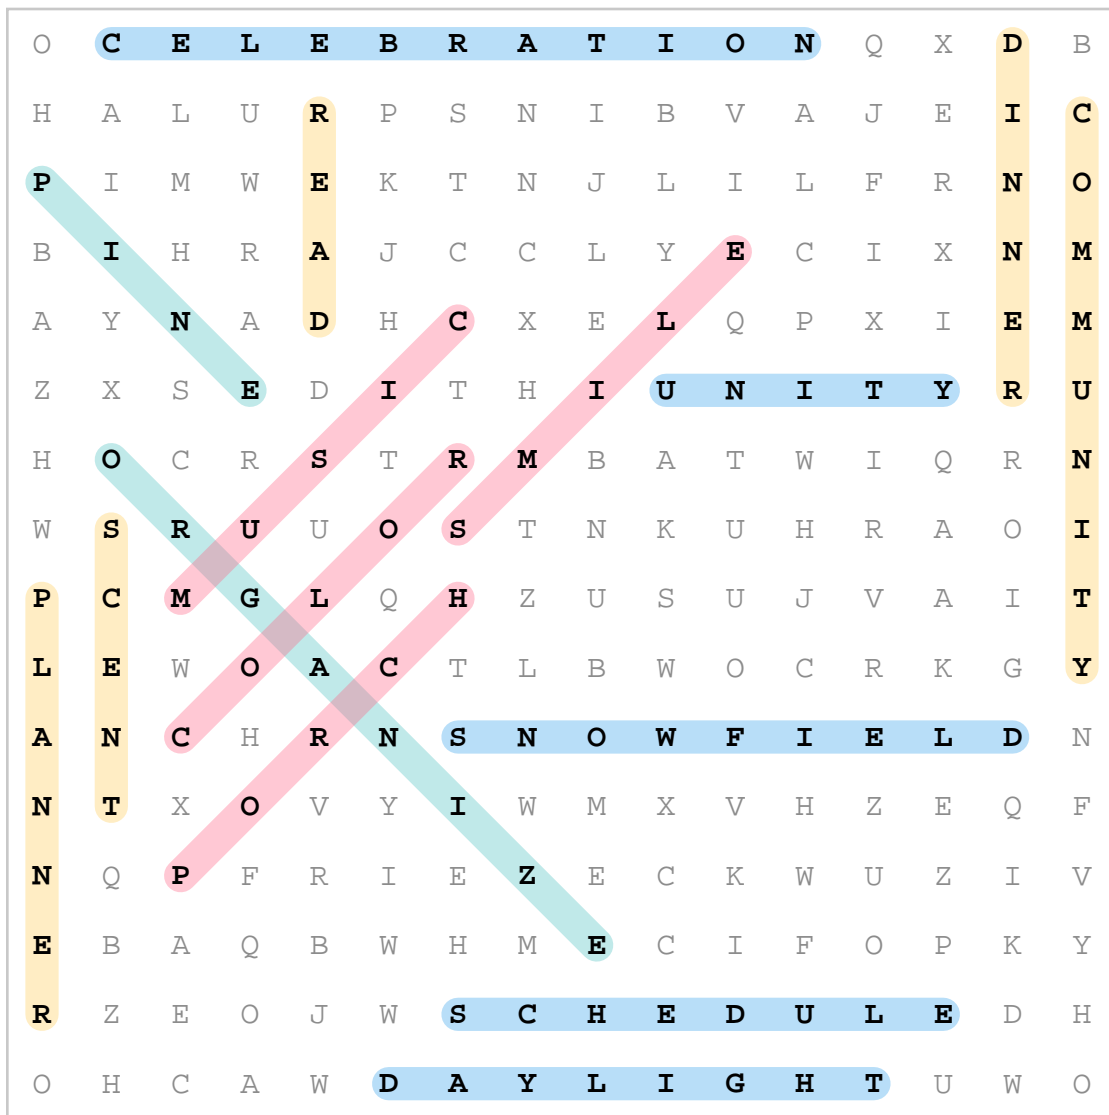 O C E L E B R A T I O N Q X D B
H A L U R P S N I B V A J E I C
P I M W E K T N J L I L F R N O
B I H R A J C C L Y E C I X N M
A Y N A D H C X E L Q P X I E M
Z X S E D I T H I U N I T Y R U
H O C R S T R M B A T W I Q R N
W S R U U O S T N K U H R A O I
P C M G L Q H Z U S U J V A I T
L E W O A C T L B W O C R K G Y
A N C H R N S N O W F I E L D N
N T X O V Y I W M X V H Z E Q F
N Q P F R I E Z E C K W U Z I V
E B A Q B W H M E C I F O P K Y
R Z E O J W S C H E D U L E D H
O H C A W D A Y L I G H T U W O